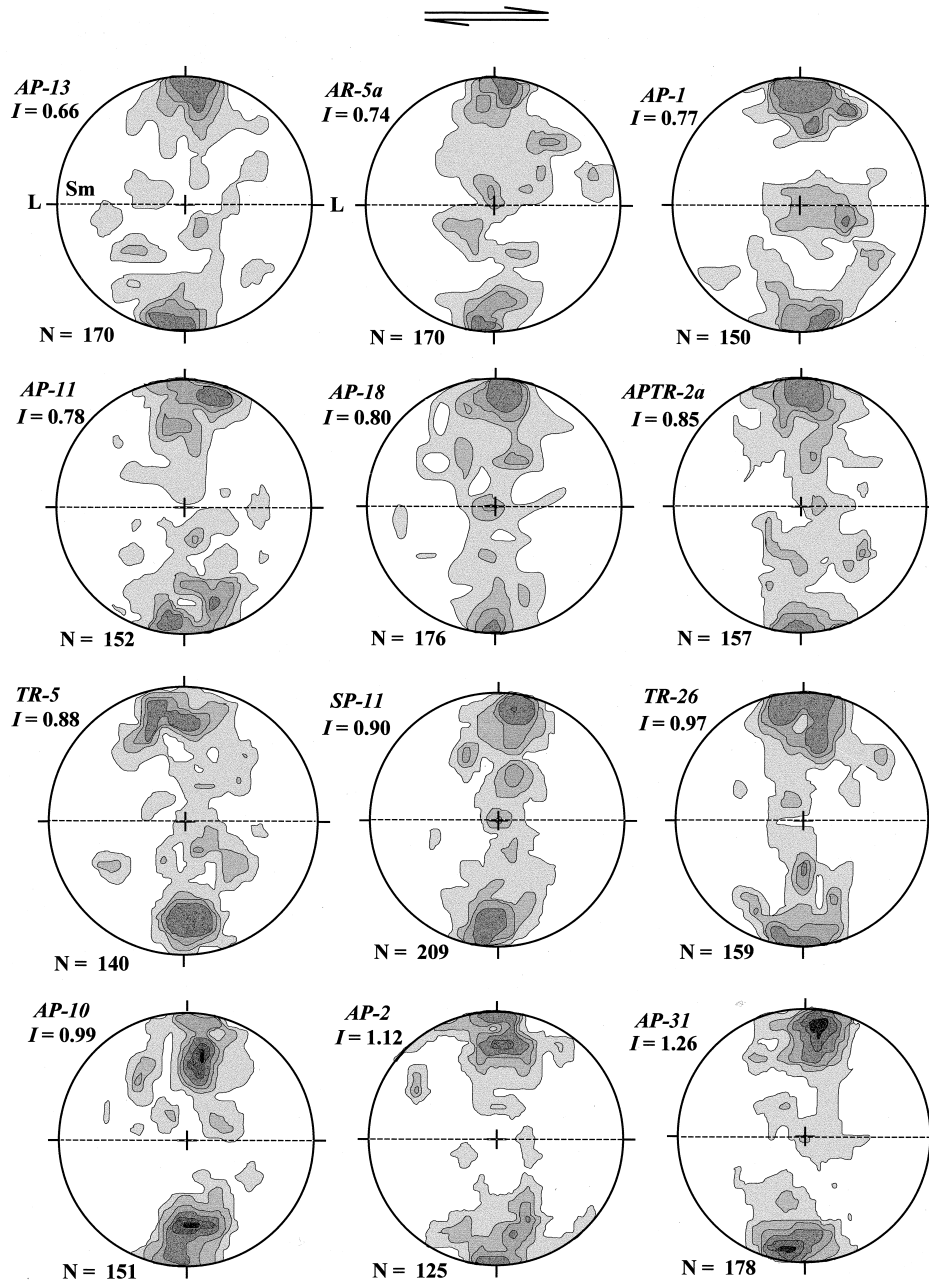 AP-13
I = 0.66
L
Sm
N = 170
AR-5a
I = 0.74
L
N = 170
AP-1
I = 0.77
N = 150
AP-11
I = 0.78
N = 152
AP-18
I = 0.80
N = 176
APTR-2a
I = 0.85
N = 157
TR-5
I = 0.88
N = 140
SP-11
I = 0.90
N = 209
TR-26
I = 0.97
N = 159
AP-10
I = 0.99
N = 151
AP-2
I = 1.12
N = 125
AP-31
I = 1.26
N = 178